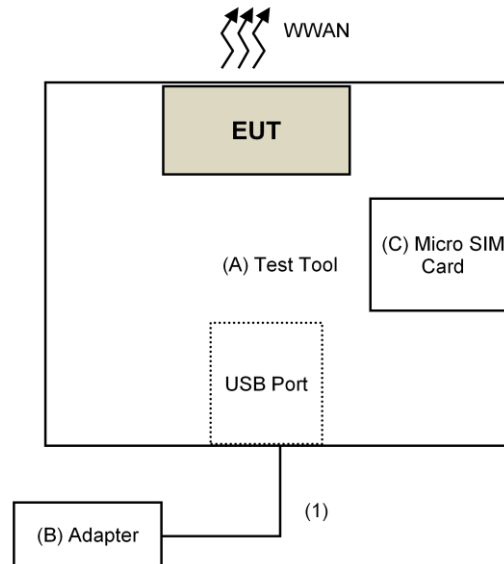 WWAN
EUT
(C) Micro SIM
Card
(A) Test Tool
USB Port
(1)
(B) Adapter